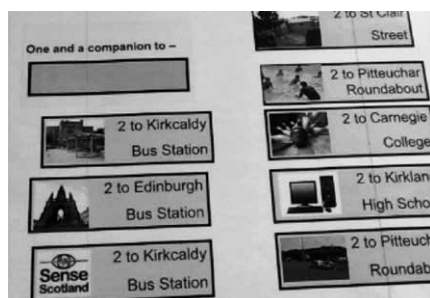 One and a companion to –
2 to Kirkcaldy
Bus Station
2 to Edinburgh
Bus Station
Sense
Scotland
2 to Kirkcaldy
Bus Station
2 to St Clair
Street
2 to Pitteuchar
Roundabout
2 to Carnegie
College
2 to Kirklan
High Scho
2 to Pitteuch
Roundab